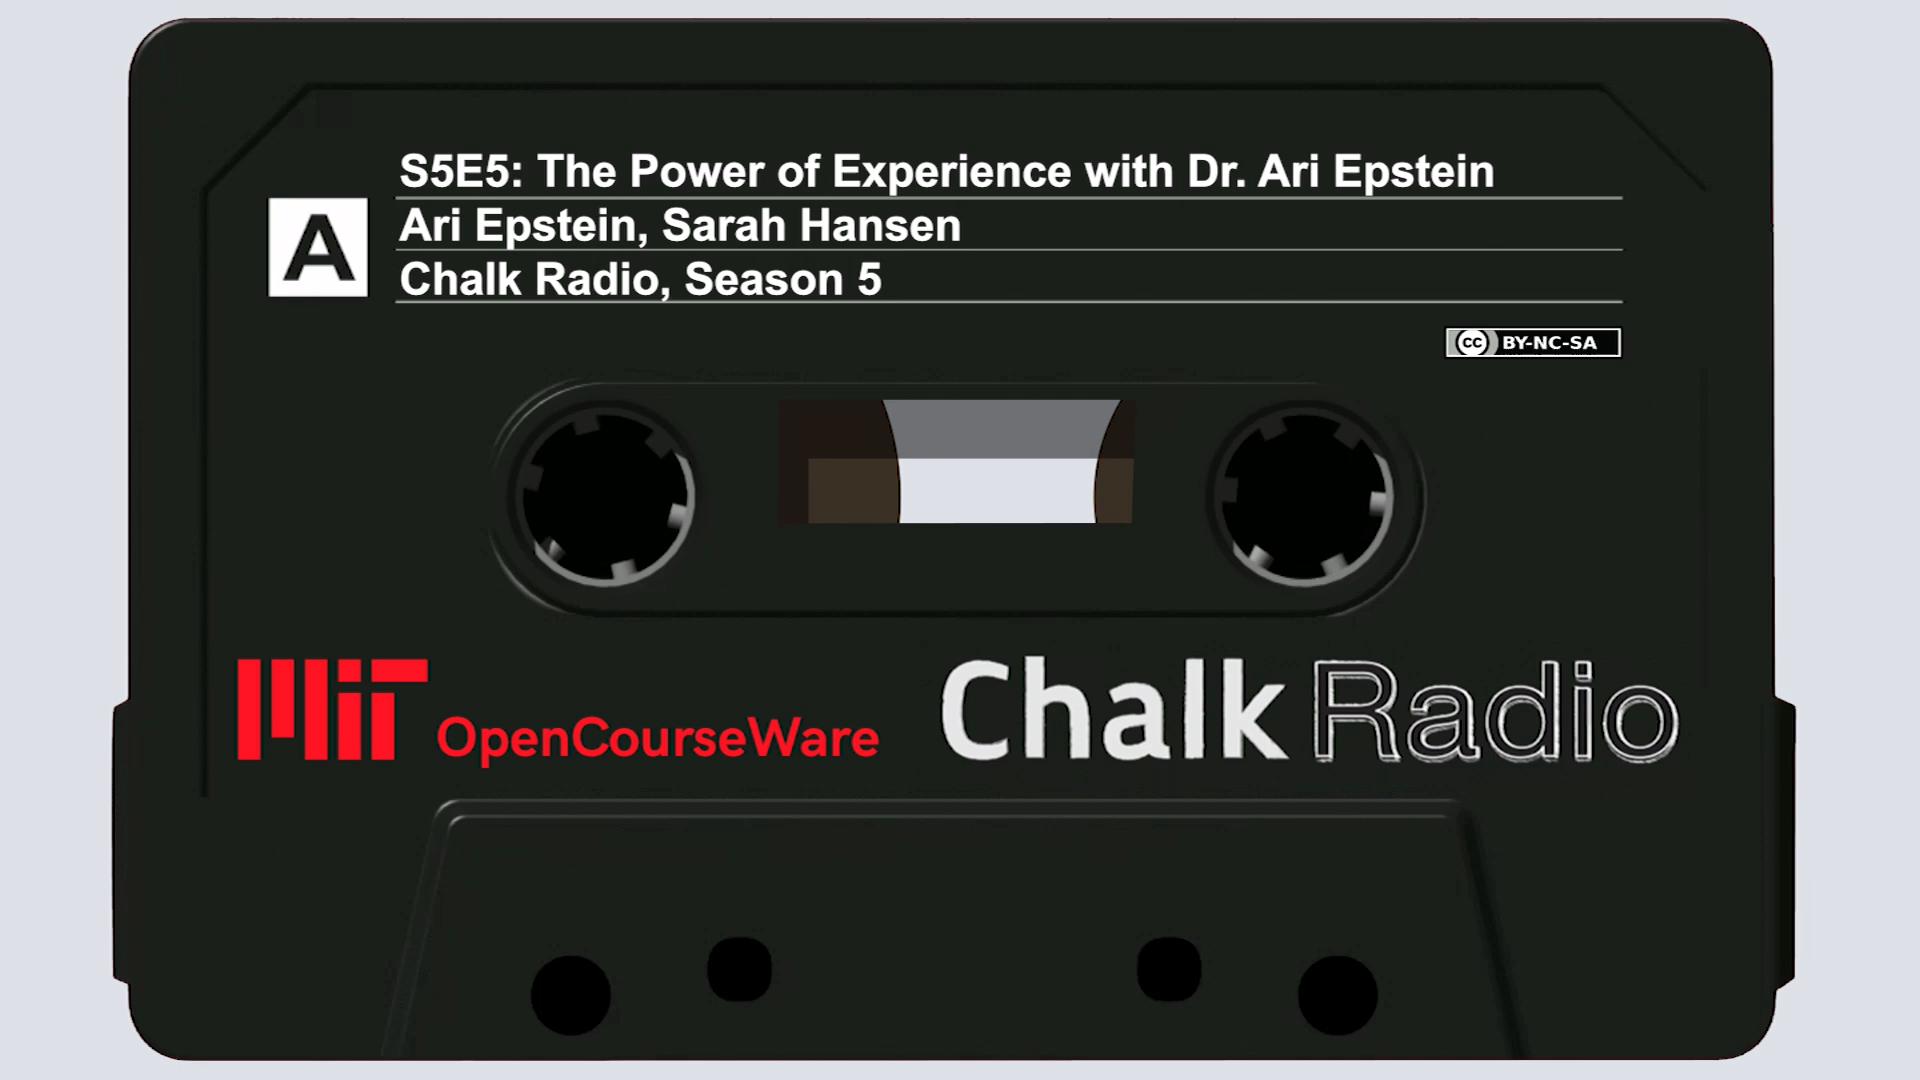 S5E5: The Power of Experience with Dr. Ari Epstein
A
Ari Epstein, Sarah Hansen
Chalk Radio, Season 5
cc BY-NC-SA
MIT OpenCourseWare
Chalk Radio